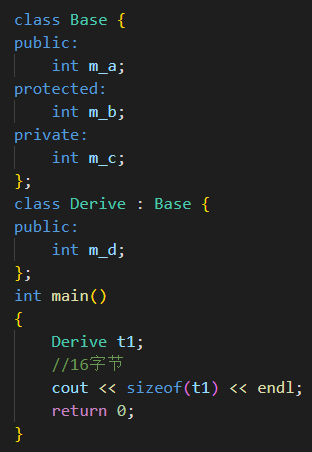 class Base {
public:
    int m_a;
protected:
    int m_b;
private:
    int m_c;
};
class Derive : Base {
public:
    int m_d;
};
int main()
{
    Derive t1;
    //16字节
    cout << sizeof(t1) << endl;
    return 0;
}